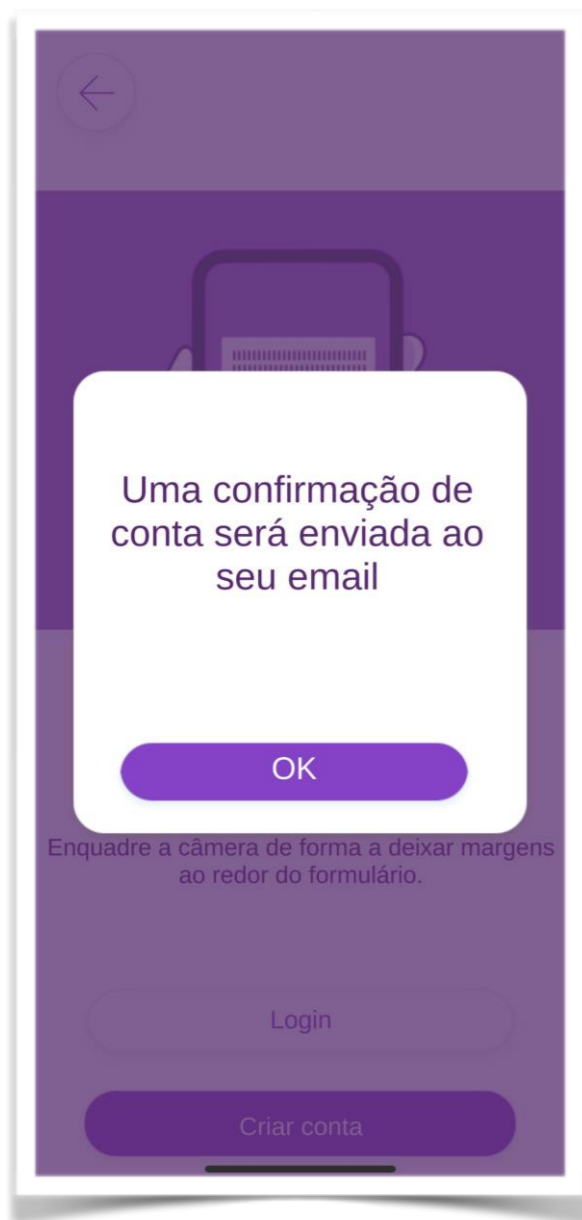 Uma confirmação de
conta será enviada ao
seu email
OK
Enquadre a câmera de forma a deixar margens
ao redor do formulário.
Login
Criar conta